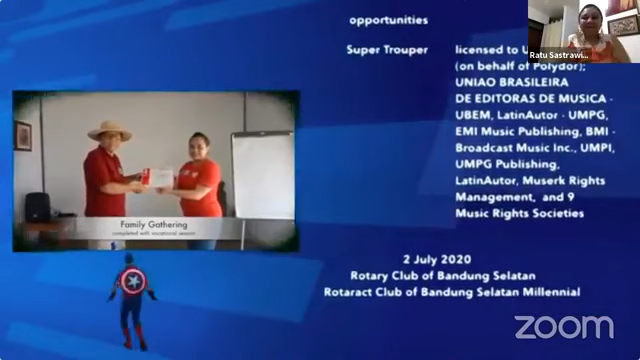 opportunities
Super Trouper
licensed to U
(on behalf of Polydor);
UNIAO BRASILEIRA
DE EDITORAS DE MUSICA -
UBEM, LatinAutor - UMPG,
EMI Music Publishing, BMI -
Broadcast Music Inc., UMPI,
UMPG Publishing,
LatinAutor, Muserk Rights
Management, and 9
Music Rights Societies
Ratu Sastrawi...
Family Gathering
completed with vocational session
2 July 2020
Rotary Club of Bandung Selatan
Rotaract Club of Bandung Selatan Millennial
zoom